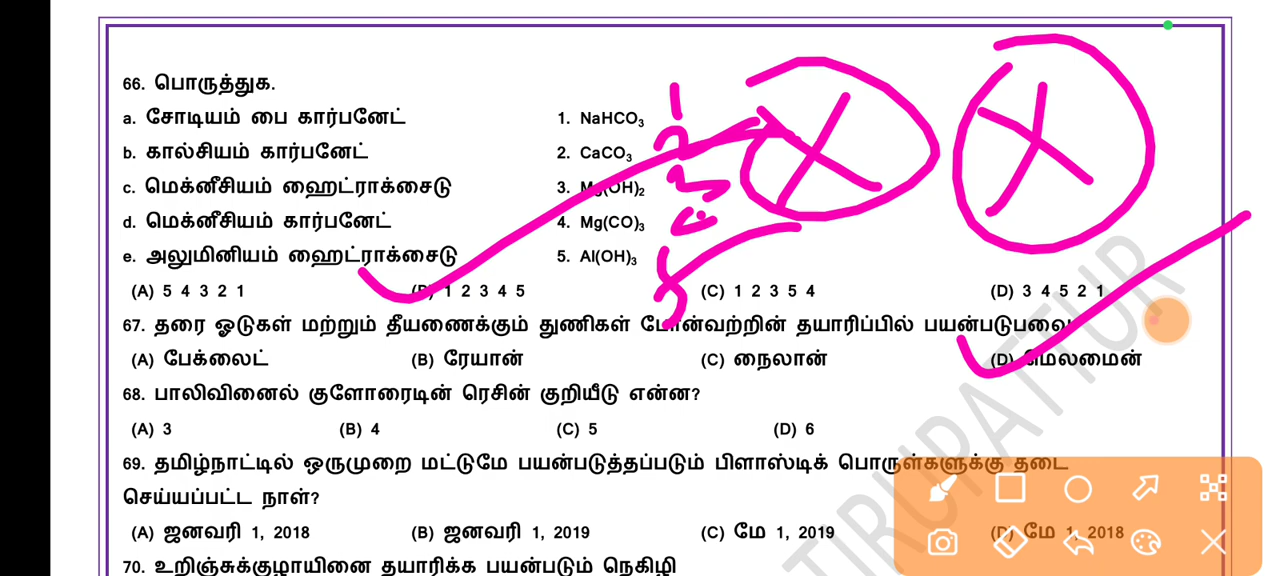 66. பொருத்துக.
a. சோடியம் பை கார்பனேட் 1. NaHCO3 1
b. கால்சியம் கார்பனேட் 2. CaCO3 2
c. மெக்னீசியம் ஹைட்ராக்சைடு 3. Mg(OH)2 3
d. மெக்னீசியம் கார்பனேட் 4. Mg(CO)3
e. அலுமினியம் ஹைட்ராக்சைடு 5. Al(OH)3 5
(A) 5 4 3 2 1 (B) 1 2 3 4 5 (C) 1 2 3 5 4 (D) 3 4 5 2 1
67. தரை ஓடுகள் மற்றும் தீயணைக்கும் துணிகள் போன்வற்றின் தயாரிப்பில் பயன்படுபவை
(A) பேக்லைட் (B) ரேயான் (C) நைலான் (D) மெலமைன்
68. பாலிவினைல் குளோரைடின் ரெசின் குறியீடு என்ன?
(A) 3 (B) 4 (C) 5 (D) 6
69. தமிழ்நாட்டில் ஒருமுறை மட்டுமே பயன்படுத்தப்படும் பிளாஸ்டிக் பொருள்களுக்கு தடை
செய்யப்பட்ட நாள்?
(A) ஜனவரி 1, 2018 (B) ஜனவரி 1, 2019 (C) மே 1, 2019 (D) மே 1, 2018
70. உறிஞ்சுக்குழாயினை தயாரிக்க பயன்படும் நெகிழி
TIRUPATTUR